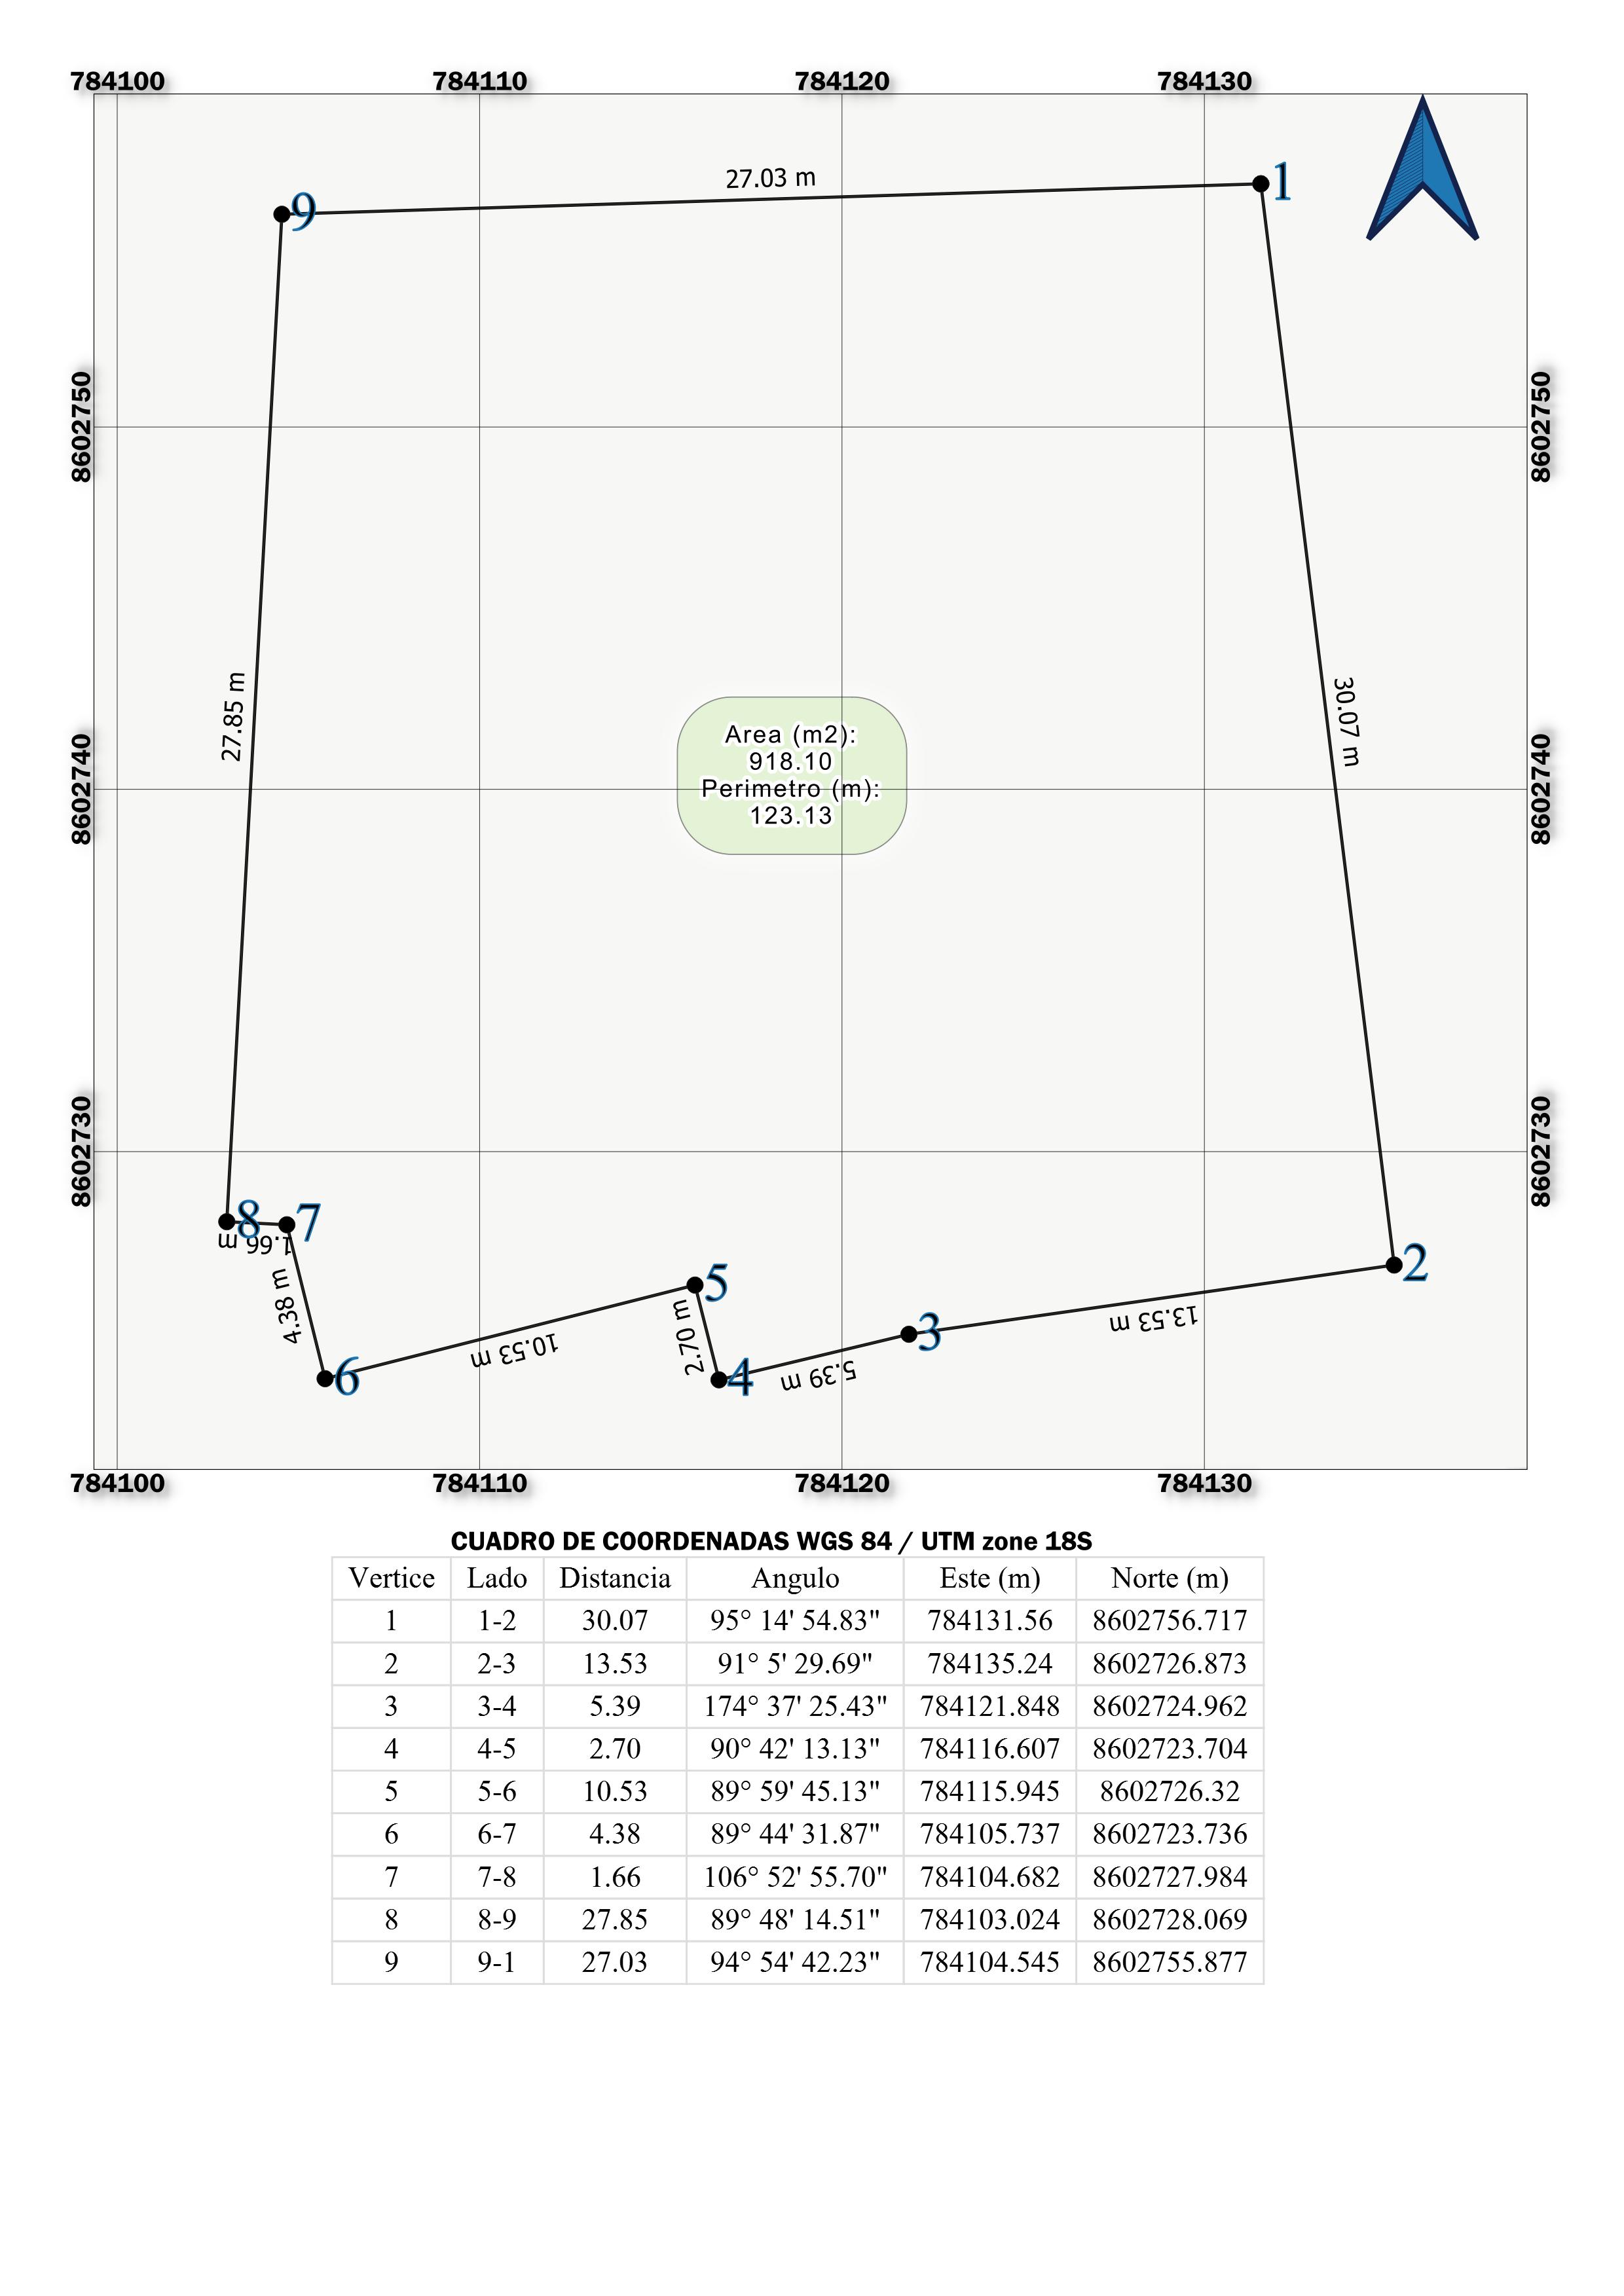 784100 784110 784120 784130
27.03 m
1
9
8602750 8602750
27.85 m
30.07 m
Area (m2):
918.10
Perimetro (m):
123.13
8602740 8602740
8602730 8602730
8 7
1.66 m
2
4.38 m
5
2.70 m
13.53 m
10.53 m
3
5.39 m
6
4
784100 784110 784120 784130
CUADRO DE COORDENADAS WGS 84 / UTM zone 18S
Vertice Lado Distancia Angulo Este (m) Norte (m)
1 1-2 30.07 95° 14' 54.83" 784131.56 8602756.717
2 2-3 13.53 91° 5' 29.69" 784135.24 8602726.873
3 3-4 5.39 174° 37' 25.43" 784121.848 8602724.962
4 4-5 2.70 90° 42' 13.13" 784116.607 8602723.704
5 5-6 10.53 89° 59' 45.13" 784115.945 8602726.32
6 6-7 4.38 89° 44' 31.87" 784105.737 8602723.736
7 7-8 1.66 106° 52' 55.70" 784104.682 8602727.984
8 8-9 27.85 89° 48' 14.51" 784103.024 8602728.069
9 9-1 27.03 94° 54' 42.23" 784104.545 8602755.877